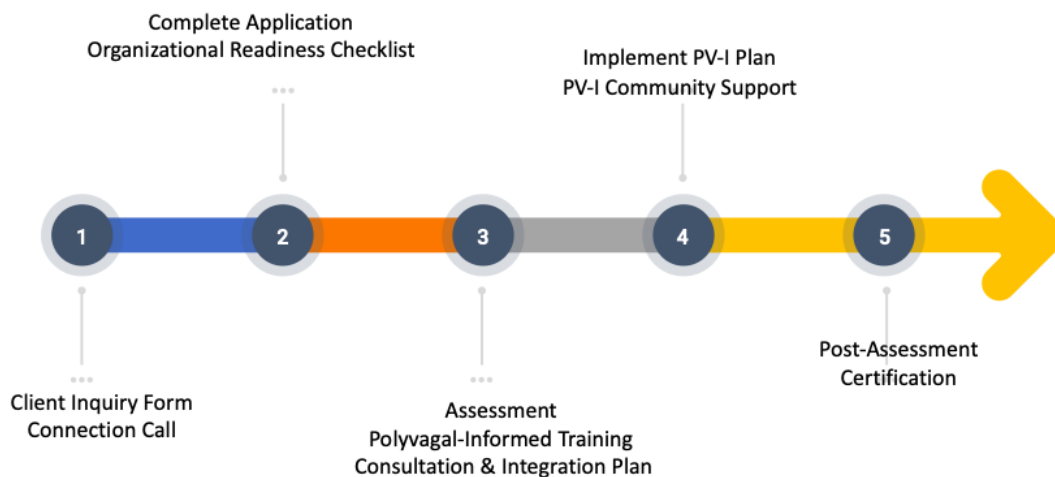 Complete Application
Organizational Readiness Checklist
Implement PV-I Plan
PV-I Community Support
1
2
3
4
5
Client Inquiry Form
Connection Call
Assessment
Polyvagal-Informed Training
Consultation & Integration Plan
Post-Assessment
Certification